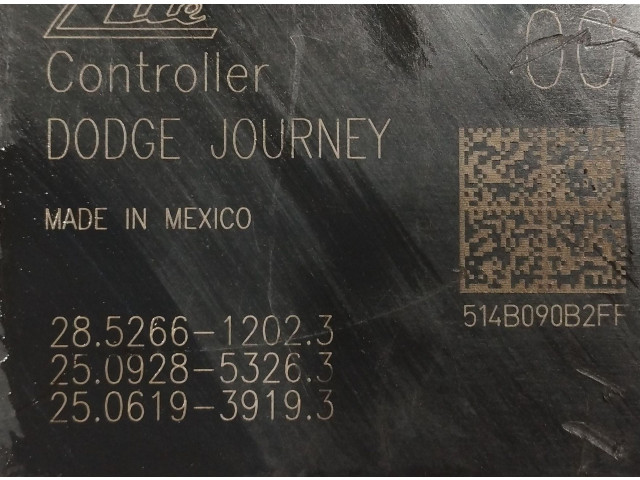 Controller
DODGE JOURNEY
MADE IN MEXICO
514B090B2FF
28.5266-1202.3
25.0928-5326.3
25.0619-3919.3